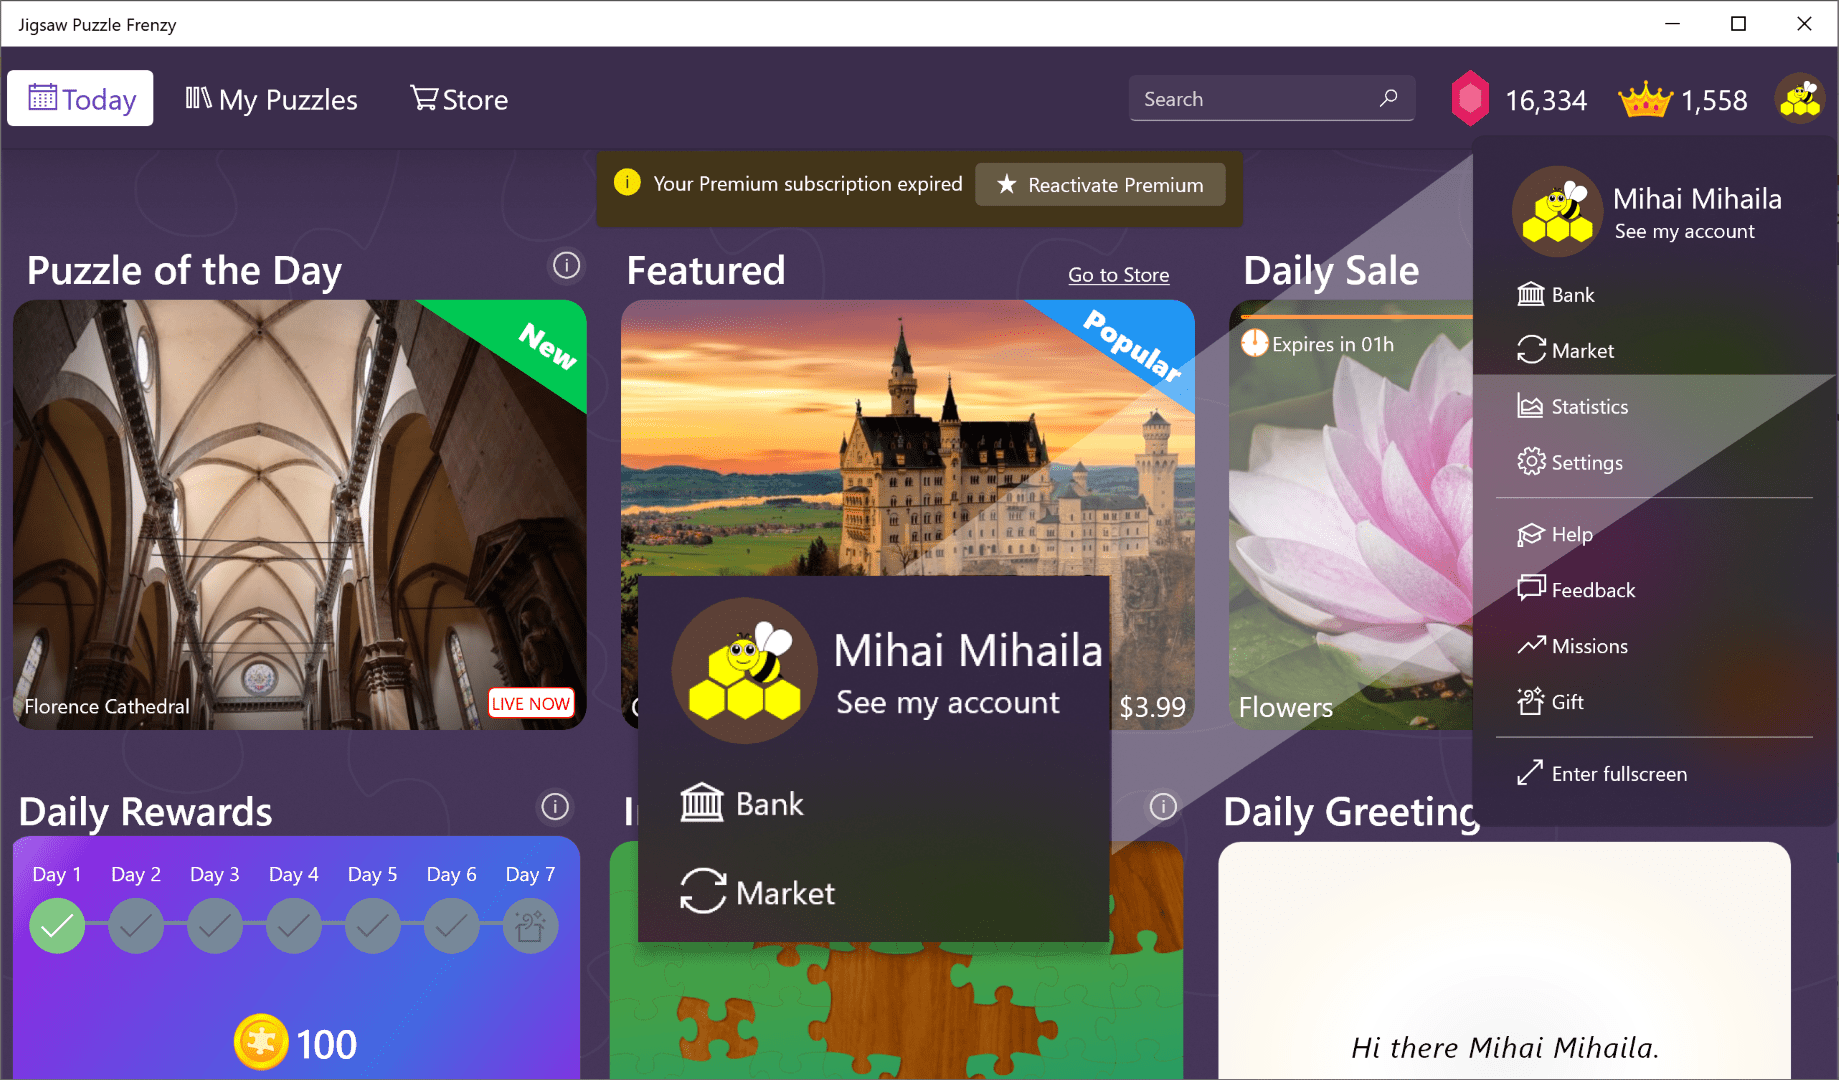 Jigsaw Puzzle Frenzy
Today
My Puzzles
Store
Search
16,334
1,558
Your Premium subscription expired
Reactivate Premium
Mihai Mihaila
See my account
Bank
Market
Statistics
Settings
Help
Feedback
Missions
Gift
Enter fullscreen
Puzzle of the Day
New
Florence Cathedral
LIVE NOW
Featured
Go to Store
Popular
$3.99
Daily Sale
Expires in 01h
Flowers
Mihai Mihaila
See my account
Bank
Market
Daily Rewards
Day 1 Day 2 Day 3 Day 4 Day 5 Day 6 Day 7
100
Daily Greeting
Hi there Mihai Mihaila.